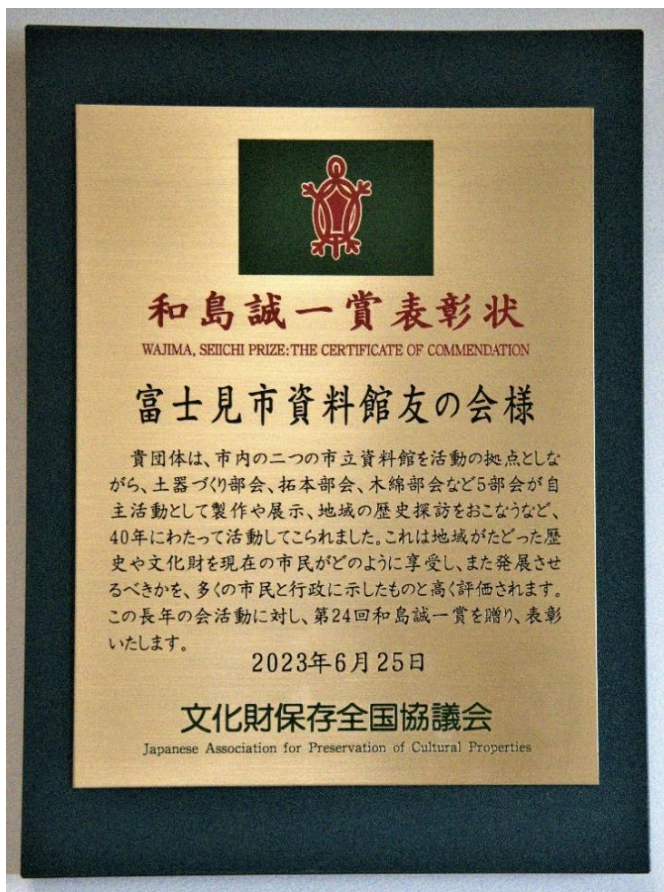 和島誠一賞表彰状
WAJIMA, SEIICHI PRIZE: THE CERTIFICATE OF COMMENDATION
富士見市資料館友の会様
貴団体は、市内の二つの市立資料館を活動の拠点としな
がら、土器づくり部会、拓本部会、木綿部会など5部会が自
主活動として製作や展示、地域の歴史探訪をおこなうなど、
40年にわたって活動してこられました。これは地域がたどった歴
史や文化財を現在の市民がどのように享受し、また発展させ
るべきかを、多くの市民と行政に示したものと高く評価されます。
この長年の会活動に対し、第24回和島誠一賞を贈り、表彰
いたします。
2023年6月25日
文化財保存全国協議会
Japanese Association for Preservation of Cultural Properties